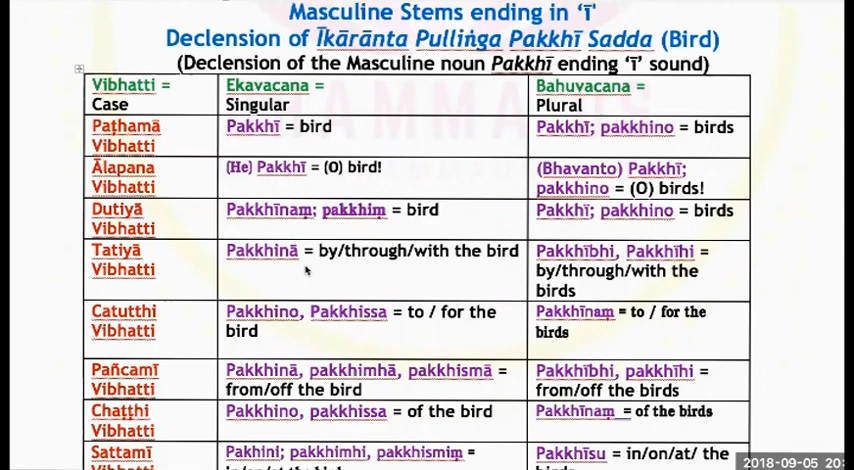 Masculine Stems ending in 'ī'
Declension of Īkārānta Pulliṅga Pakkhī Sadda (Bird)
(Declension of the Masculine noun Pakkhī ending 'ī' sound)
Vibhatti =
Case
Ekavacana =
Singular
Bahuvacana =
Plural
Paṭhamā
Vibhatti
Pakkhī = bird
Pakkhī; pakkhino = birds
Ālapana
Vibhatti
(He) Pakkhī = (O) bird!
(Bhavanto) Pakkhī;
pakkhino = (O) birds!
Dutiyā
Vibhatti
Pakkhīnaṃ; pakkhiṃ = bird
Pakkhī; pakkhino = birds
Tatiyā
Vibhatti
Pakkhinā = by/through/with the bird
Pakkhībhi, Pakkhīhi =
by/through/with the
birds
Catutthi
Vibhatti
Pakkhino, Pakkhissa = to / for the
bird
Pakkhīnaṃ = to / for the
birds
Pañcamī
Vibhatti
Pakkhinā, pakkhimhā, pakkhismā =
from/off the bird
Pakkhībhi, pakkhīhi =
from/off the birds
Chaṭṭhi
Vibhatti
Pakkhino, pakkhissa = of the bird
Pakkhīnaṃ = of the birds
Sattamī
Vibhatti
Pakhini; pakkhimhi, pakkhismiṃ =
Pakkhīsu = in/on/at/ the
2018-09-05